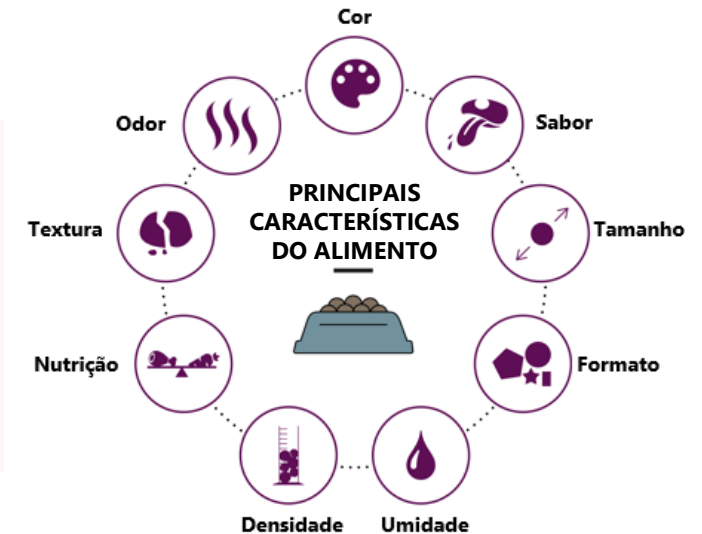 Cor
Odor
Sabor
PRINCIPAIS
CARACTERÍSTICAS
DO ALIMENTO
Textura
Tamanho
Nutrição
Formato
Densidade
Umidade